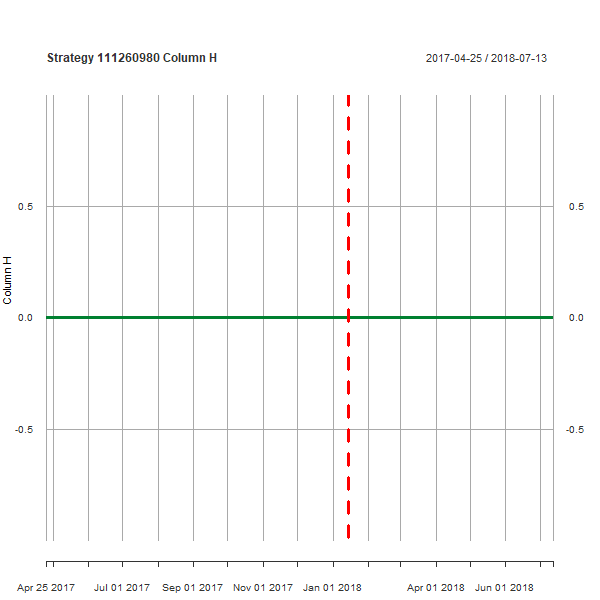 Strategy 111260980 Column H
2017-04-25 / 2018-07-13
0.5 0.5
Column H
0.0 0.0
-0.5 -0.5
Apr 25 2017 Jul 01 2017 Sep 01 2017 Nov 01 2017 Jan 01 2018 Apr 01 2018 Jun 01 2018